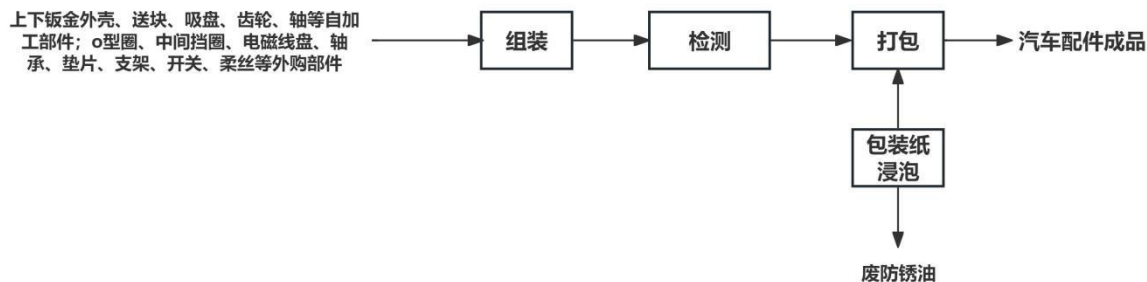 上下钣金外壳、送块、吸盘、齿轮、轴等自加
工部件；o型圈、中间挡圈、电磁线盘、轴
承、垫片、支架、开关、柔丝等外购部件
组装
检测
打包
汽车配件成品
包装纸
浸泡
废防锈油